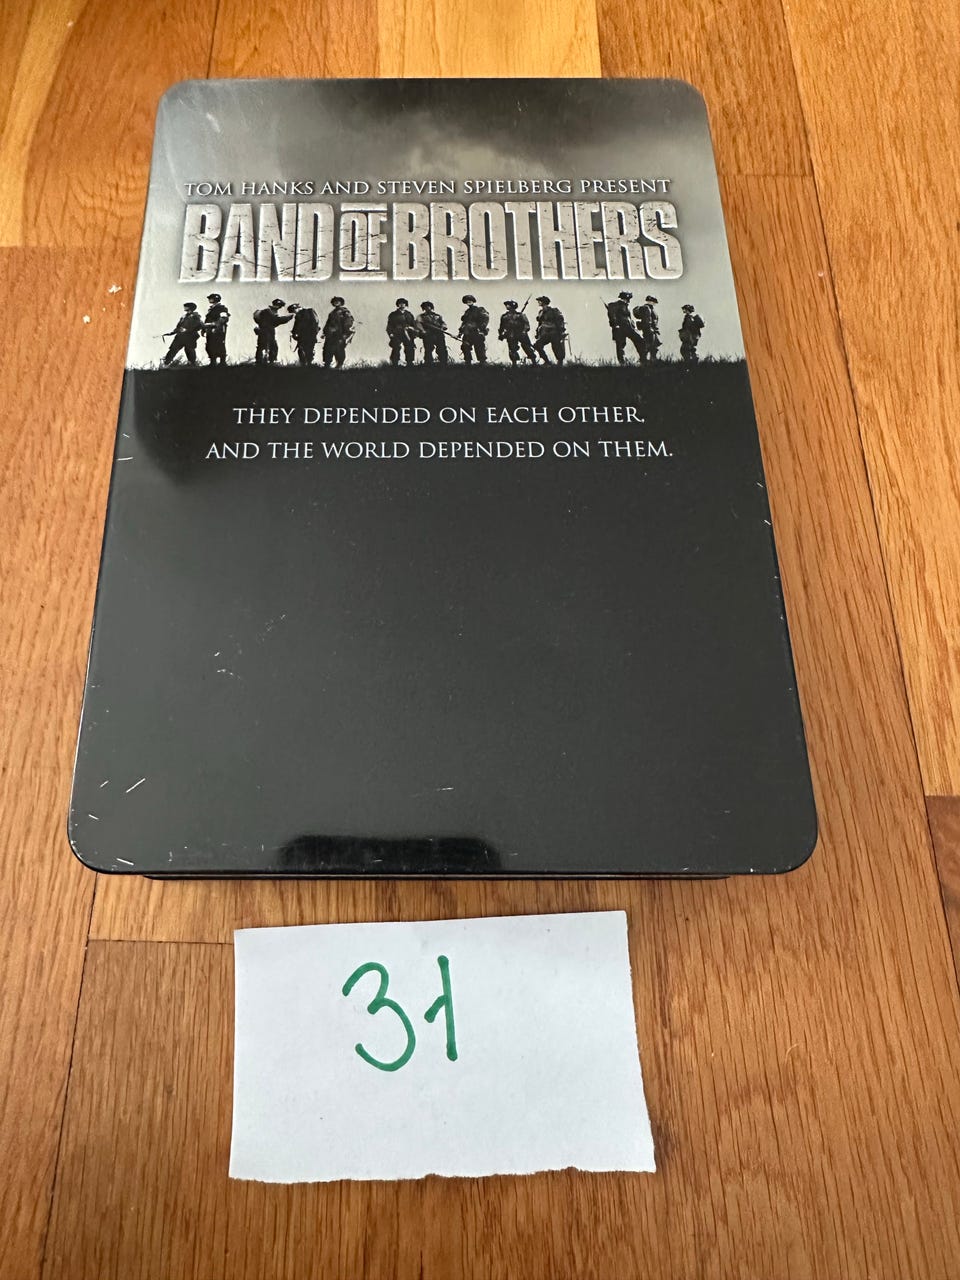 TOM HANKS AND STEVEN SPIELBERG PRESENT
BAND OF BROTHERS
THEY DEPENDED ON EACH OTHER,
AND THE WORLD DEPENDED ON THEM.
31